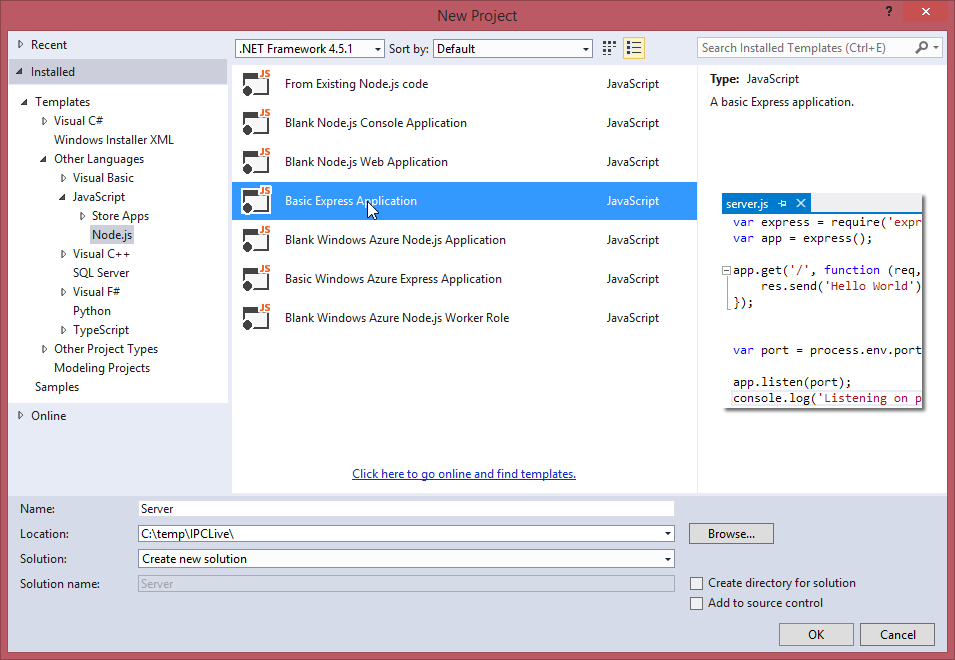 New Project
?
Recent
Installed
Templates
Visual C#
Windows Installer XML
Other Languages
Visual Basic
JavaScript
Store Apps
Node.js
Visual C++
SQL Server
Visual F#
Python
TypeScript
Other Project Types
Modeling Projects
Samples
Online
.NET Framework 4.5.1
Sort by:
Default
JS From Existing Node.js code JavaScript
JS Blank Node.js Console Application JavaScript
JS Blank Node.js Web Application JavaScript
JS Basic Express Application JavaScript
JS Blank Windows Azure Node.js Application JavaScript
JS Basic Windows Azure Express Application JavaScript
JS Blank Windows Azure Node.js Worker Role JavaScript
Click here to go online and find templates.
Search Installed Templates (Ctrl+E)
Type: JavaScript
A basic Express application.
server.js
var express = require('expr
var app = express();
app.get('/', function (req,
res.send('Hello World')
});
var port = process.env.port
app.listen(port);
console.log('Listening on p
Name: Server
Location: C:\temp\IPCLive\ Browse...
Solution: Create new solution
Solution name: Server
Create directory for solution
Add to source control
OK Cancel